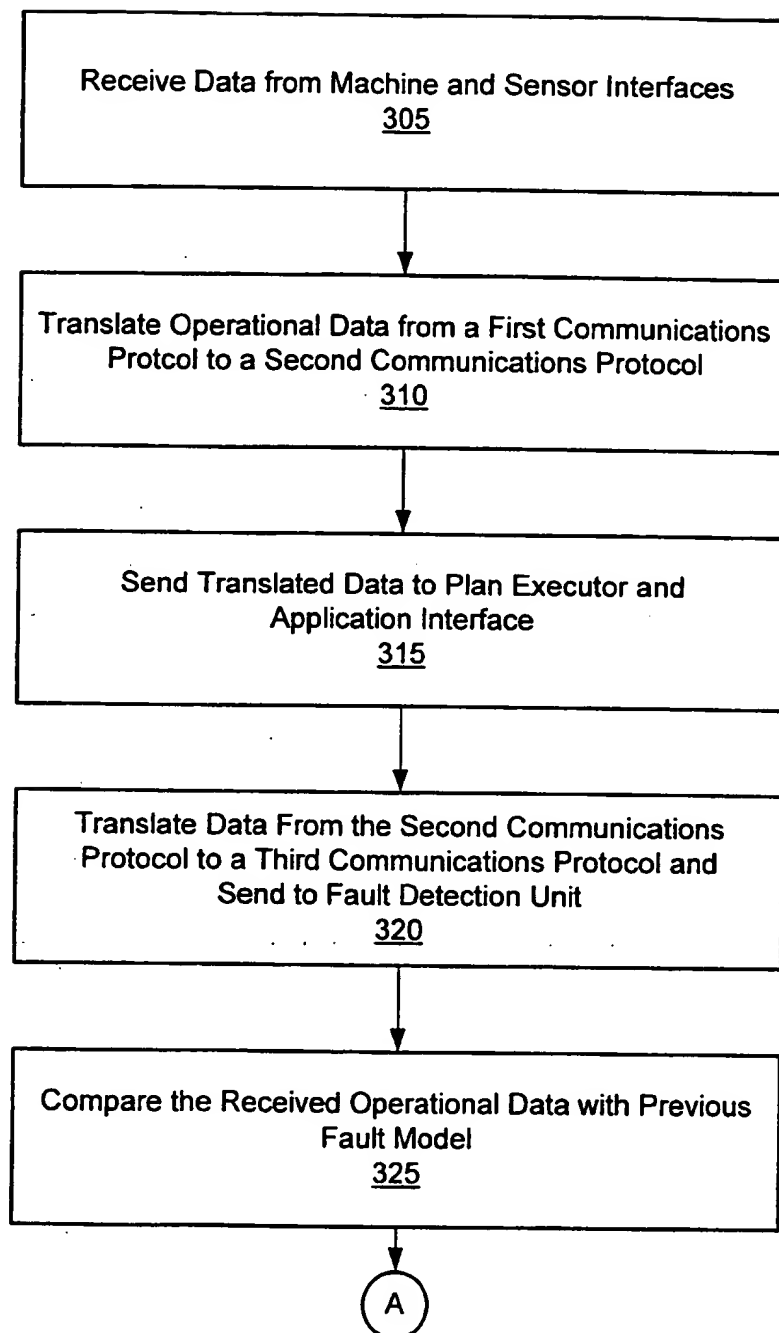 Receive Data from Machine and Sensor Interfaces
305
Translate Operational Data from a First Communications
Protcol to a Second Communications Protocol
310
Send Translated Data to Plan Executor and
Application Interface
315
Translate Data From the Second Communications
Protocol to a Third Communications Protocol and
Send to Fault Detection Unit
320
Compare the Received Operational Data with Previous
Fault Model
325
A